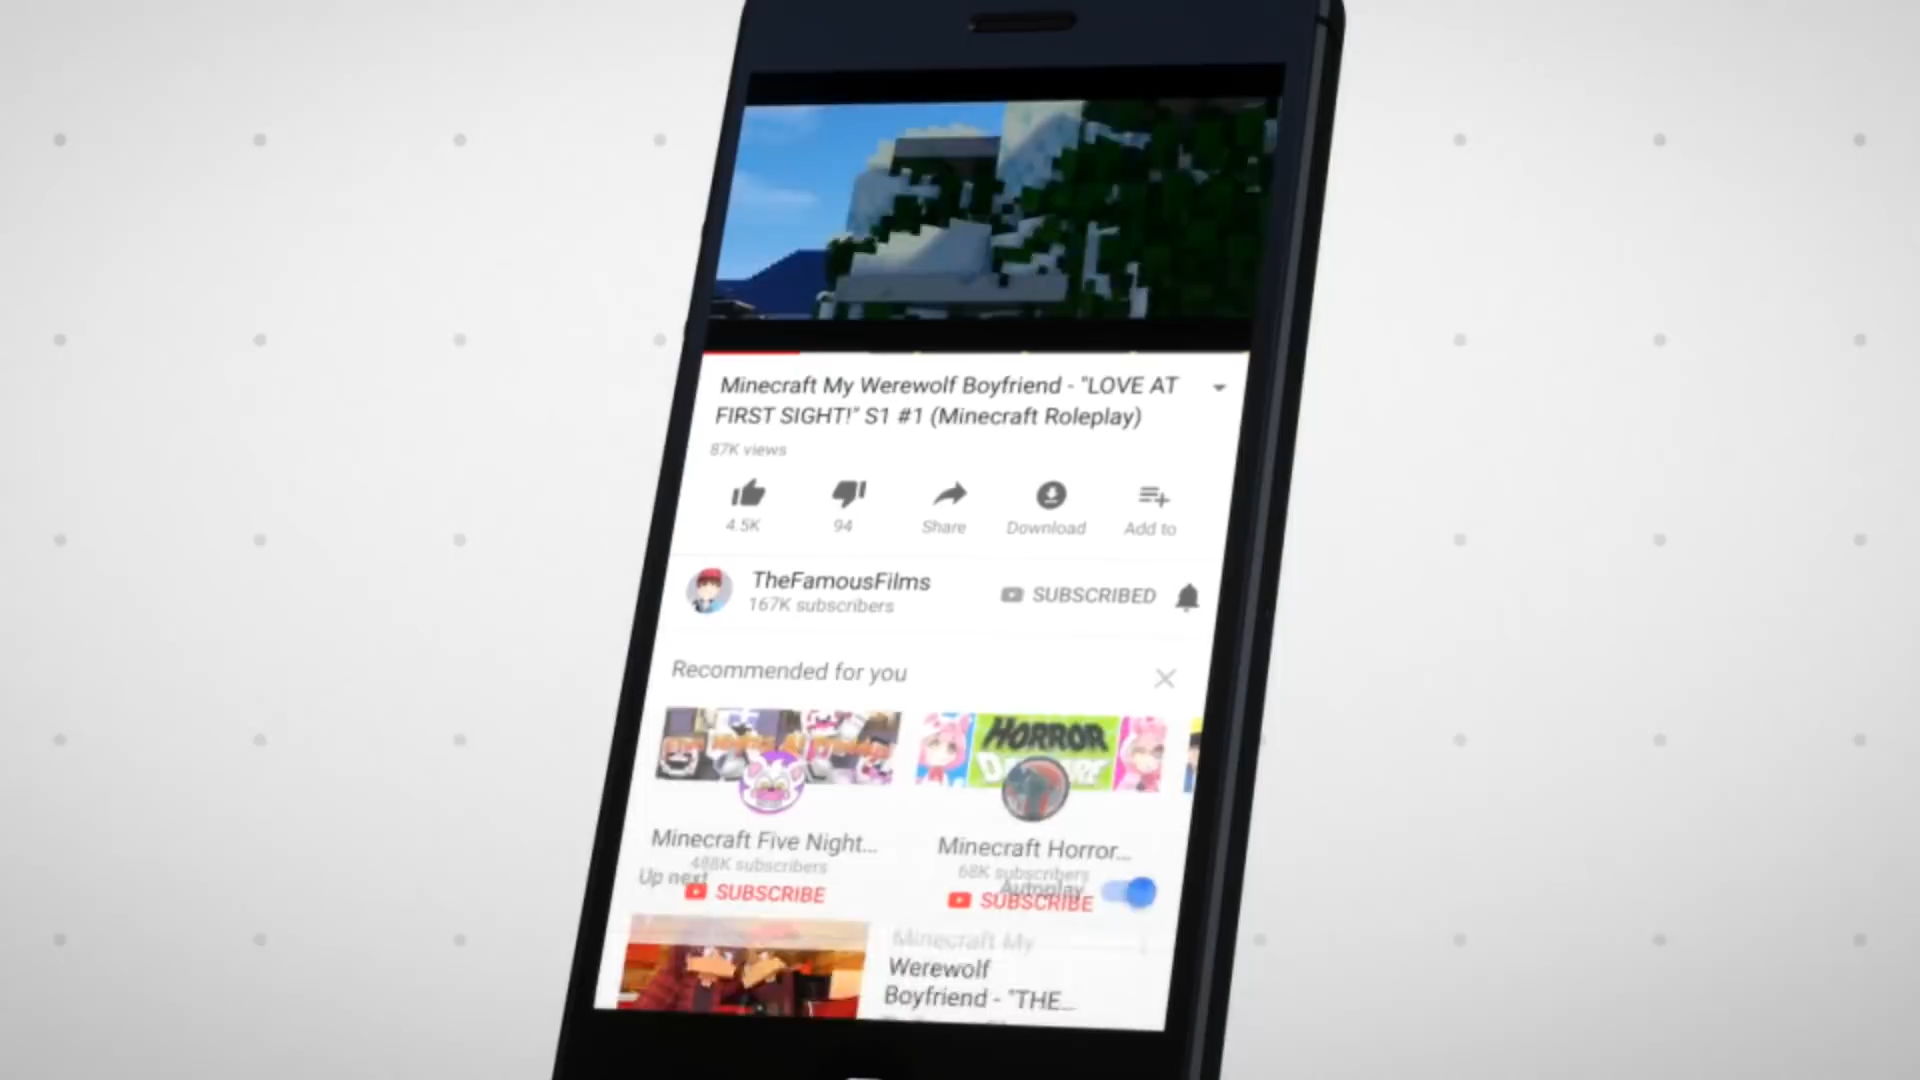 Minecraft My Werewolf Boyfriend - "LOVE AT
FIRST SIGHT!" S1 #1 (Minecraft Roleplay)
87K views
4.5K
94
Share
Download
Add to
TheFamousFilms
167K subscribers
SUBSCRIBED
Recommended for you
HORROR
Minecraft Five Night...
488K subscribers
SUBSCRIBE
Minecraft Horror...
68K subscribers
SUBSCRIBE
Up next
Autoplay
Minecraft My
Werewolf
Boyfriend - "THE...